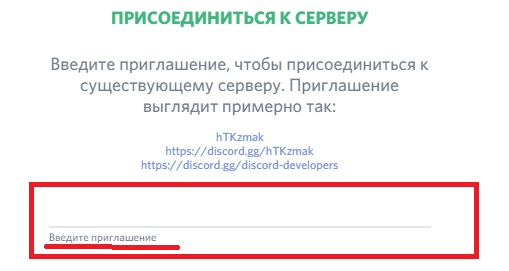 ПРИСОЕДИНИТЬСЯ К СЕРВЕРУ
Введите приглашение, чтобы присоединиться к
существующему серверу. Приглашение
выглядит примерно так:
hTKzmak
https://discord.gg/hTKzmak
https://discord.gg/discord-developers
Введите приглашение